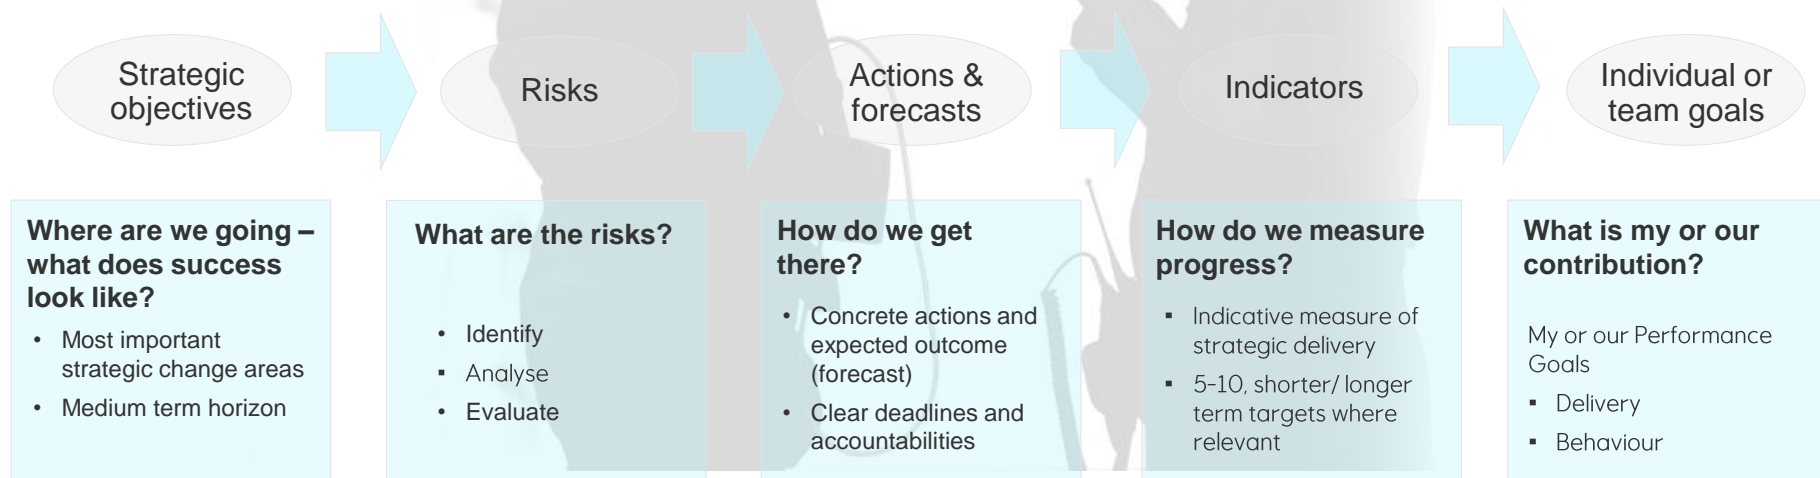 Strategic
objectives
Risks
Actions &
forecasts
Indicators
Individual or
team goals
Where are we going –
what does success
look like?
• Most important
strategic change areas
• Medium term horizon
What are the risks?
• Identify
▪ Analyse
• Evaluate
How do we get
there?
• Concrete actions and
expected outcome
(forecast)
• Clear deadlines and
accountabilities
How do we measure
progress?
▪ Indicative measure of
strategic delivery
▪ 5-10, shorter/ longer
term targets where
relevant
What is my or our
contribution?
My or our Performance
Goals
▪ Delivery
▪ Behaviour